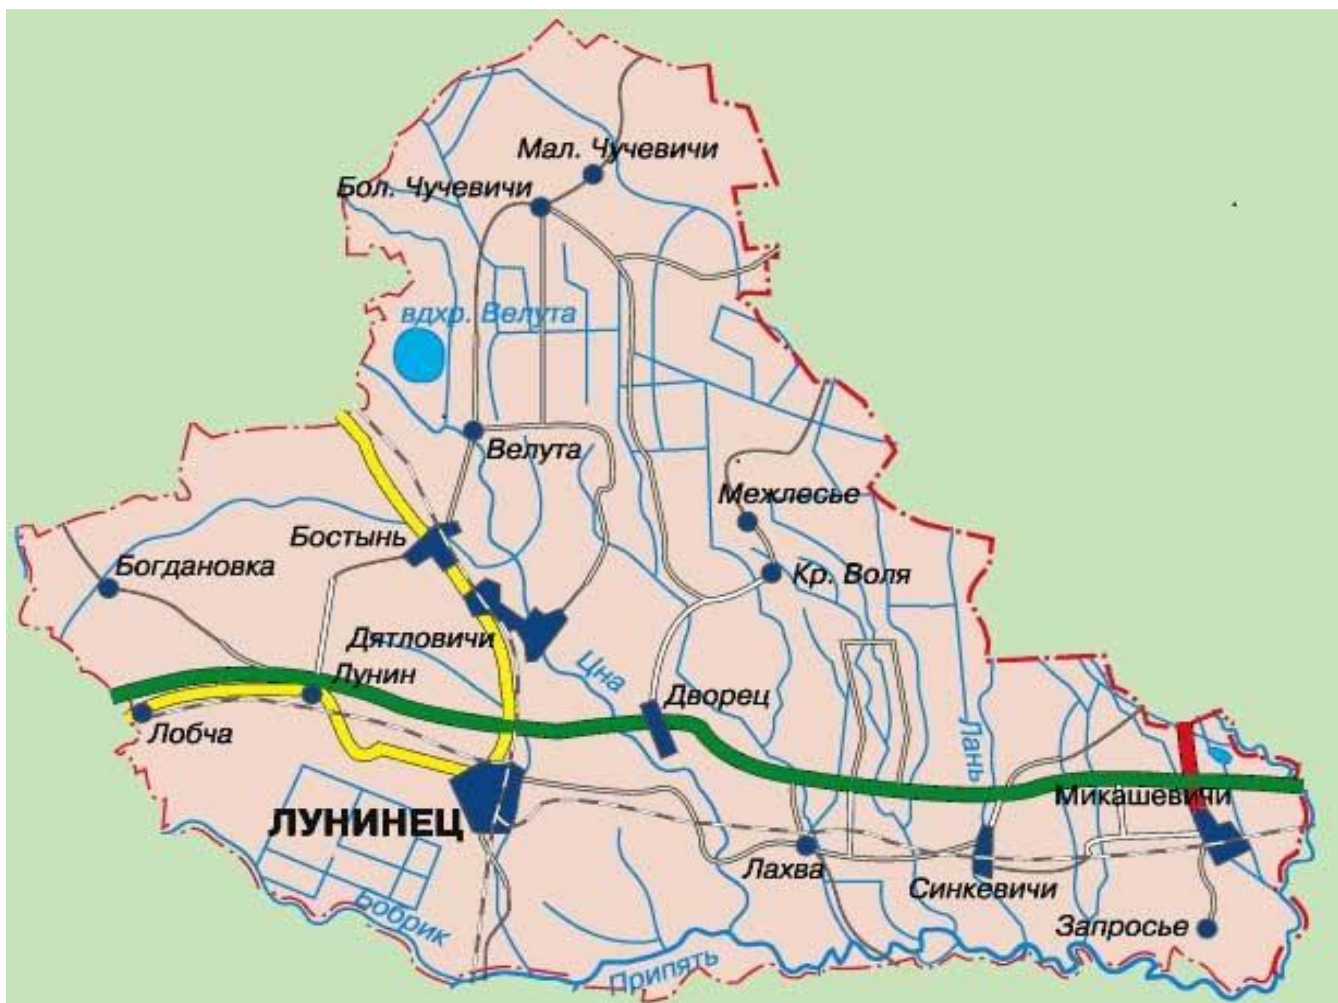 Мал. Чучевичи
Бол. Чучевичи
вдхр. Велута
Велута
Межлесье
Бостынь
Богдановка
Кр. Воля
Дятловичи
Цна
Лунин
Дворец
Лобча
Лань
Микашевичи
ЛУНИНЕЦ
Лахва
Синкевичи
Бобрик
Запросье
Припять